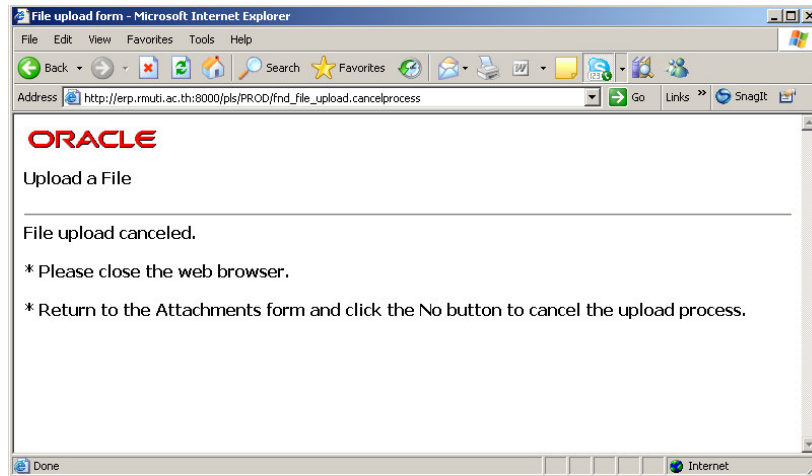 File upload form - Microsoft Internet Explorer
File Edit View Favorites Tools Help
Back Search Favorites
Address http://erp.rmuti.ac.th:8000/pls/PROD/fnd_file_upload.cancelprocess Go Links » SnagIt
ORACLE
Upload a File
File upload canceled.
* Please close the web browser.
* Return to the Attachments form and click the No button to cancel the upload process.
Done Internet